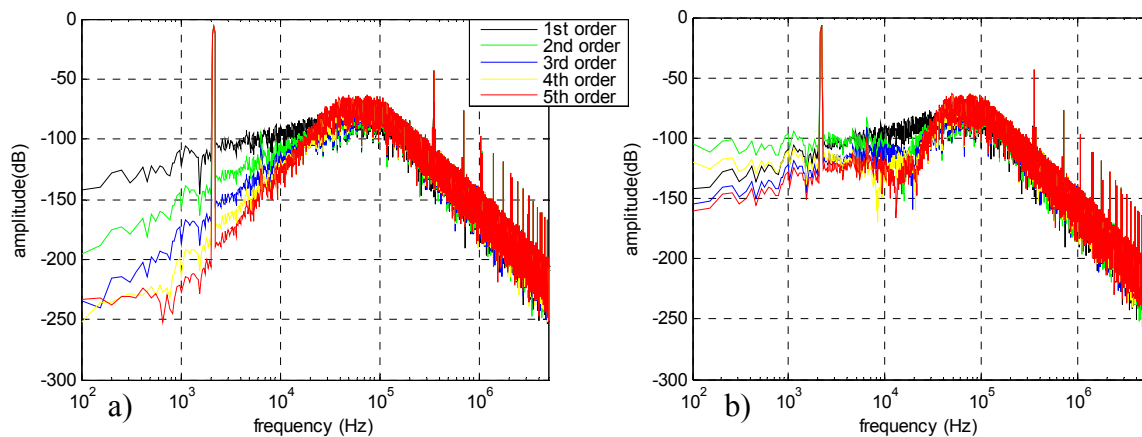 0
-50
-100
-150
-200
-250
-300
amplitude(dB)
10^2
10^3
10^4
10^5
10^6
frequency (Hz)
a)
1st order
2nd order
3rd order
4th order
5th order
0
-50
-100
-150
-200
-250
-300
amplitude(dB)
10^2
10^3
10^4
10^5
10^6
frequency (Hz)
b)